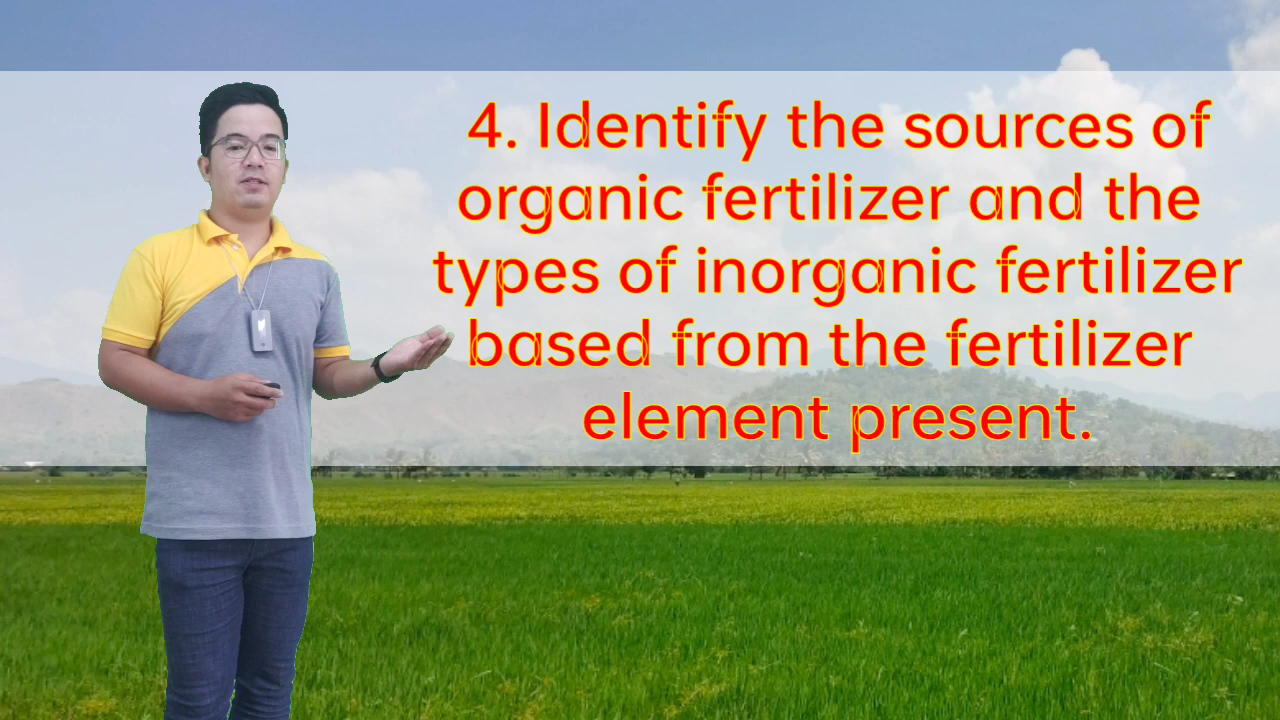 4. Identify the sources of
organic fertilizer and the
types of inorganic fertilizer
based from the fertilizer
element present.